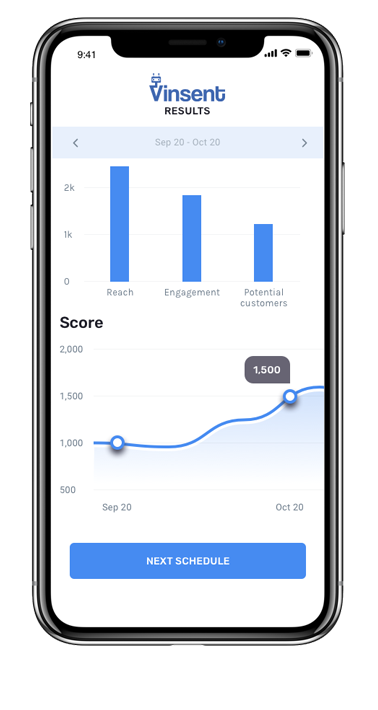 9:41
Vinsent
RESULTS
Sep 20 - Oct 20
2k
1k
0
Reach Engagement Potential
customers
Score
2,000
1,500
1,500
1,000
500
Sep 20 Oct 20
NEXT SCHEDULE